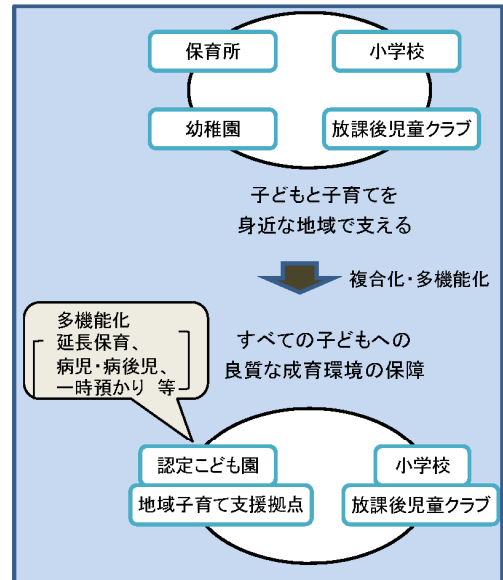 保育所
小学校
幼稚園
放課後児童クラブ
子どもと子育てを
身近な地域で支える
複合化・多機能化
多機能化
延長保育、
病児・病後児、
一時預かり 等
すべての子どもへの
良質な成育環境の保障
認定こども園
小学校
地域子育て支援拠点
放課後児童クラブ